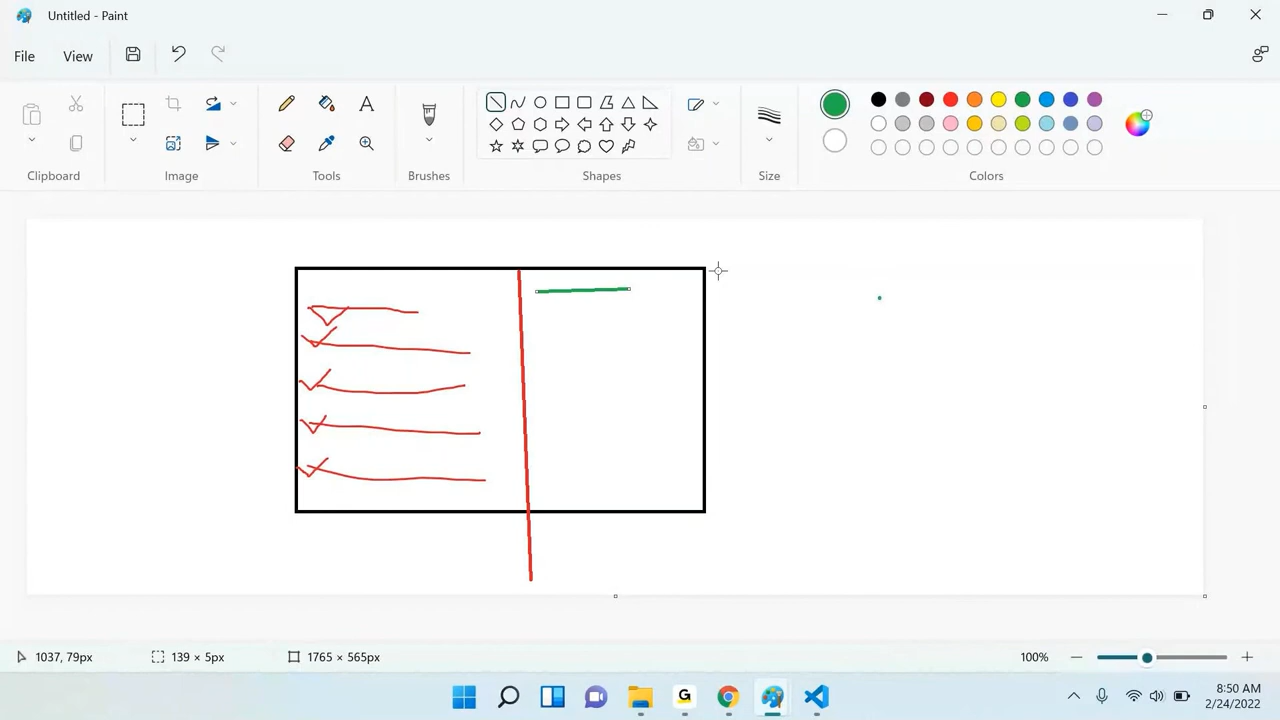 Untitled - Paint
File View
Clipboard
Image
Tools
Brushes
Shapes
Size
Colors
1037, 79px
139 × 5px
1765 × 565px
100%
G
8:50 AM
2/24/2022